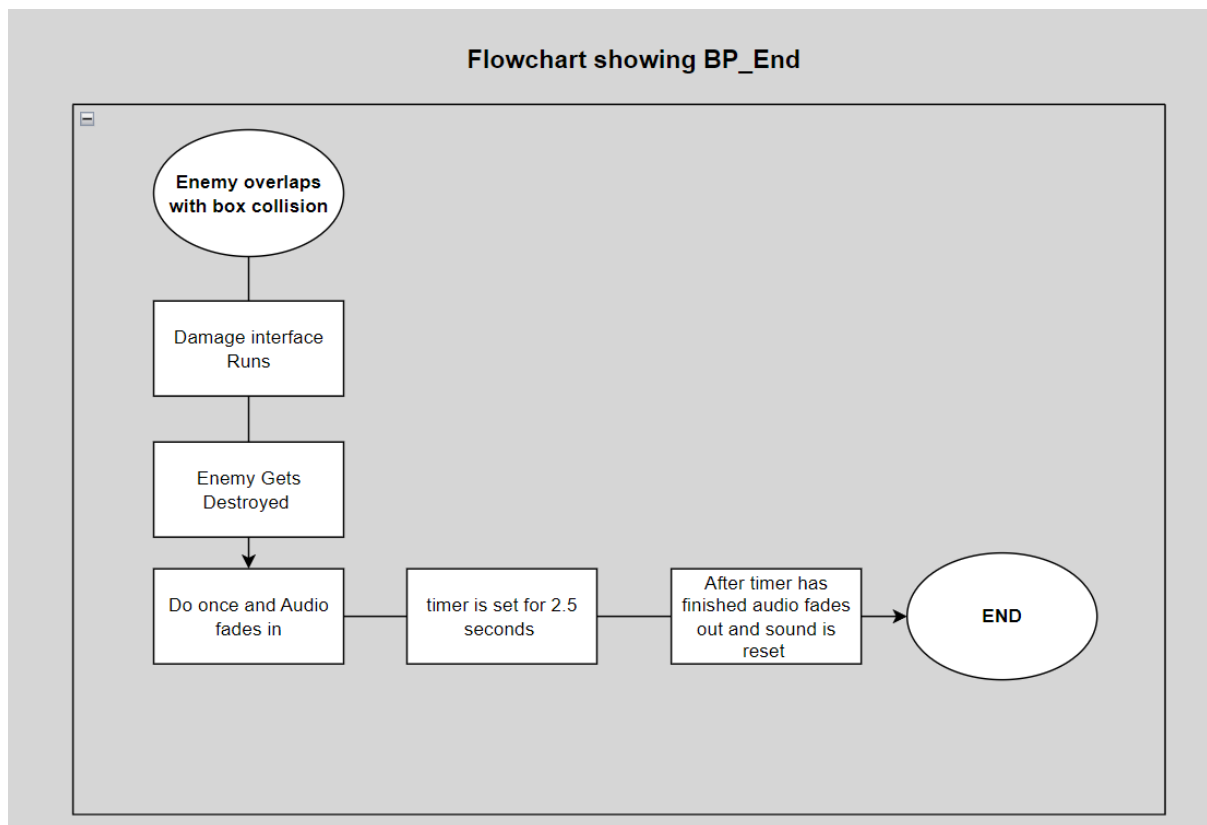 Flowchart showing BP_End
Enemy overlaps
with box collision
Damage interface
Runs
Enemy Gets
Destroyed
Do once and Audio
fades in
timer is set for 2.5
seconds
After timer has
finished audio fades
out and sound is
reset
END